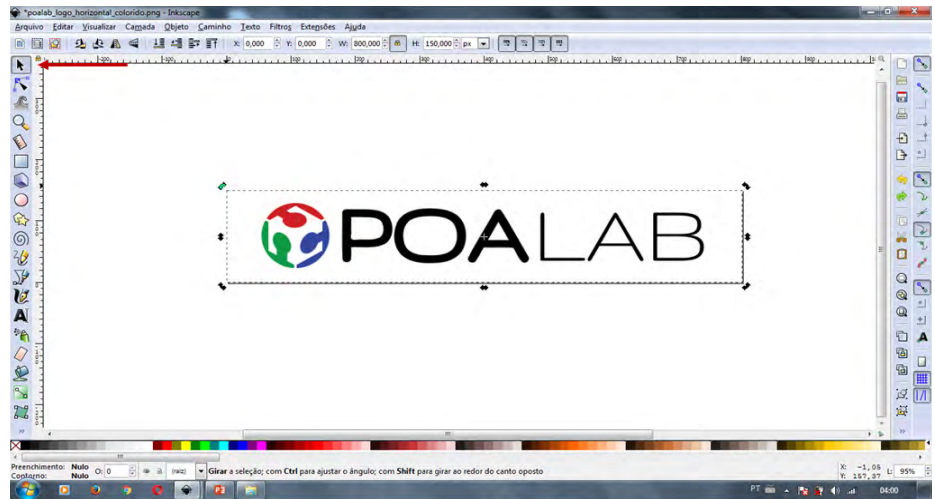 *poalab_logo_horizontal_colorido.png - Inkscape
Arquivo Editar Visualizar Camada Objeto Caminho Texto Filtros Extensões Ajuda
X: 0,000 Y: 0,000 W: 800,000 H: 150,000 px
POALAB
Preenchimento: Nulo O: 0 (raiz) Girar a seleção; com Ctrl para ajustar o ângulo; com Shift para girar ao redor do canto oposto X: -1,05 L: 95%
Contorno: Nulo Y: 157,37
PT 04:00